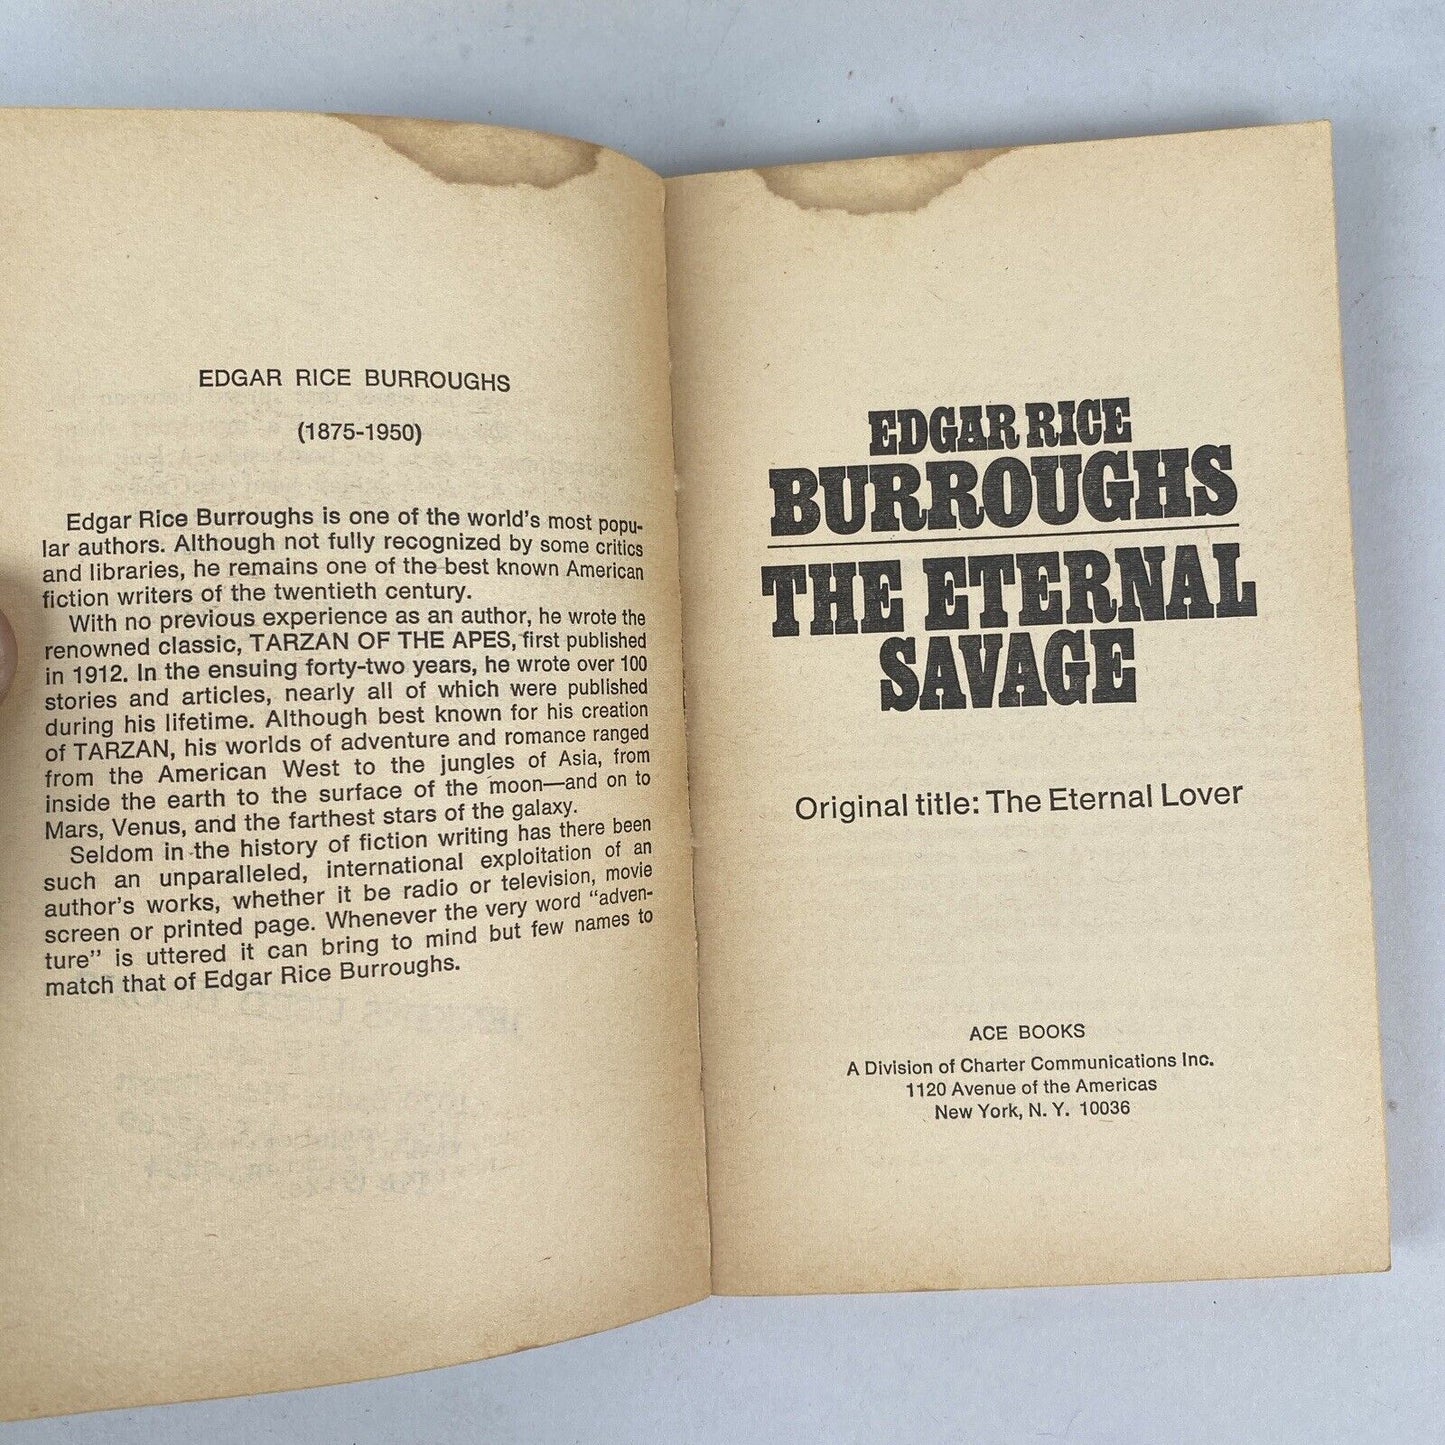 EDGAR RICE BURROUGHS
(1875-1950)
Edgar Rice Burroughs is one of the world's most popu-
lar authors. Although not fully recognized by some critics
and libraries, he remains one of the best known American
fiction writers of the twentieth century.
With no previous experience as an author, he wrote the
renowned classic, TARZAN OF THE APES, first published
in 1912. In the ensuing forty-two years, he wrote over 100
stories and articles, nearly all of which were published
during his lifetime. Although best known for his creation
of TARZAN, his worlds of adventure and romance ranged
from the American West to the jungles of Asia, from
inside the earth to the surface of the moon—and on to
Mars, Venus, and the farthest stars of the galaxy.
Seldom in the history of fiction writing has there been
such an unparalleled, international exploitation of an
author's works, whether it be radio or television, movie
screen or printed page. Whenever the very word "adven-
ture" is uttered it can bring to mind but few names to
match that of Edgar Rice Burroughs.
EDGAR RICE
BURROUGHS
THE ETERNAL
SAVAGE
Original title: The Eternal Lover
ACE BOOKS
A Division of Charter Communications Inc.
1120 Avenue of the Americas
New York, N. Y. 10036